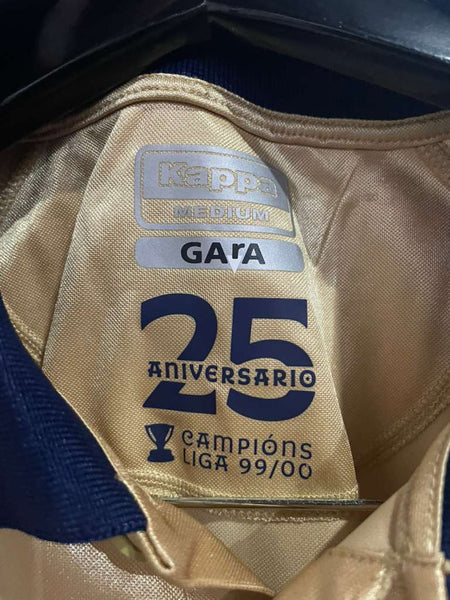 Kappa
MEDIUM
GArA
25
ANIVERSARIO
CAMPIÓNS
LIGA 99/00